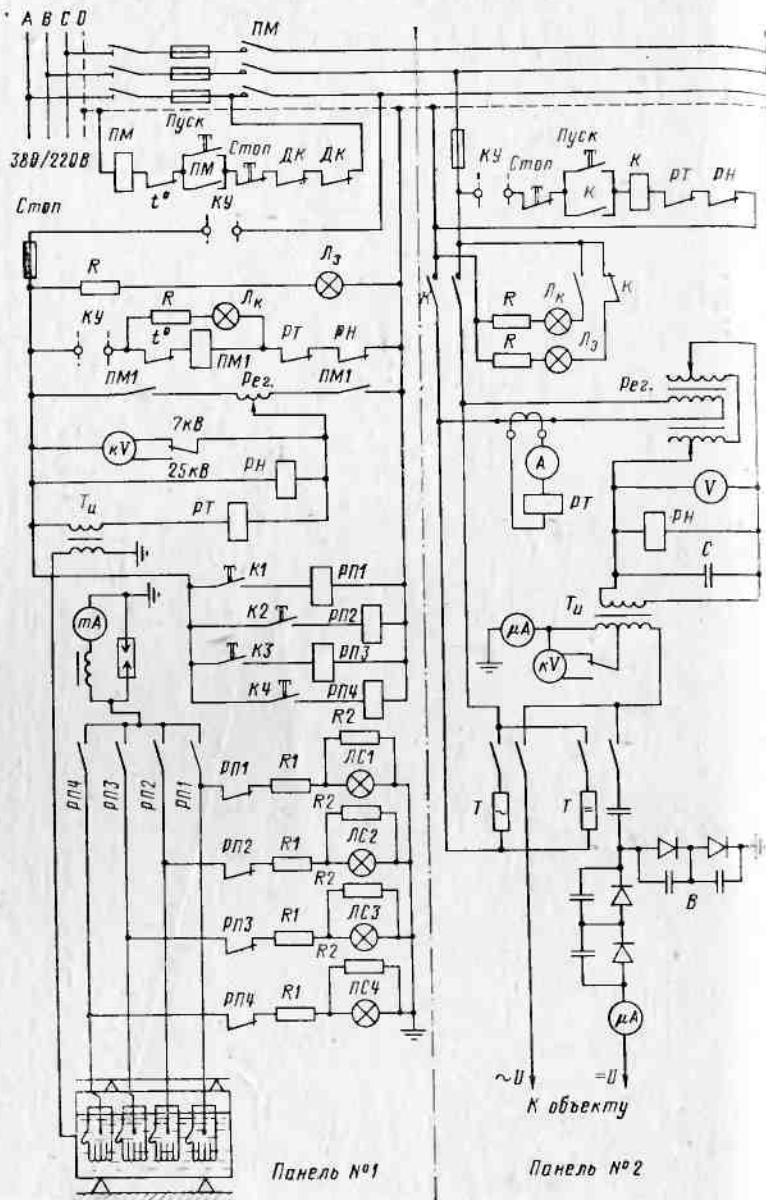 A B C O
ПМ
ПМ
Пуск
Стоп
ДК
ДК
ПМ
t°
380/220В
КУ
Стоп
R
Лз
R
Лк
КУ
t°
ПМ1
РТ
РН
ПМ1
Рег.
ПМ1
kV
7кВ
25кВ
РН
Ти
РТ
К1
РП1
К2
РП2
К3
РП3
К4
РП4
mA
РП4
РП3
РП2
РП1
РП1
R1
R2
ЛС1
РП2
R1
R2
ЛС2
РП3
R1
R2
ЛС3
РП4
R1
R2
ПС4
Панель №1
КУ
Стоп
Пуск
К
К
РТ
РН
К
К
R
Лк
R
Лз
Рег.
A
РТ
V
РН
C
Ти
μA
kV
Т
~
Т
=
В
μA
~U
=U
К объекту
Панель №2